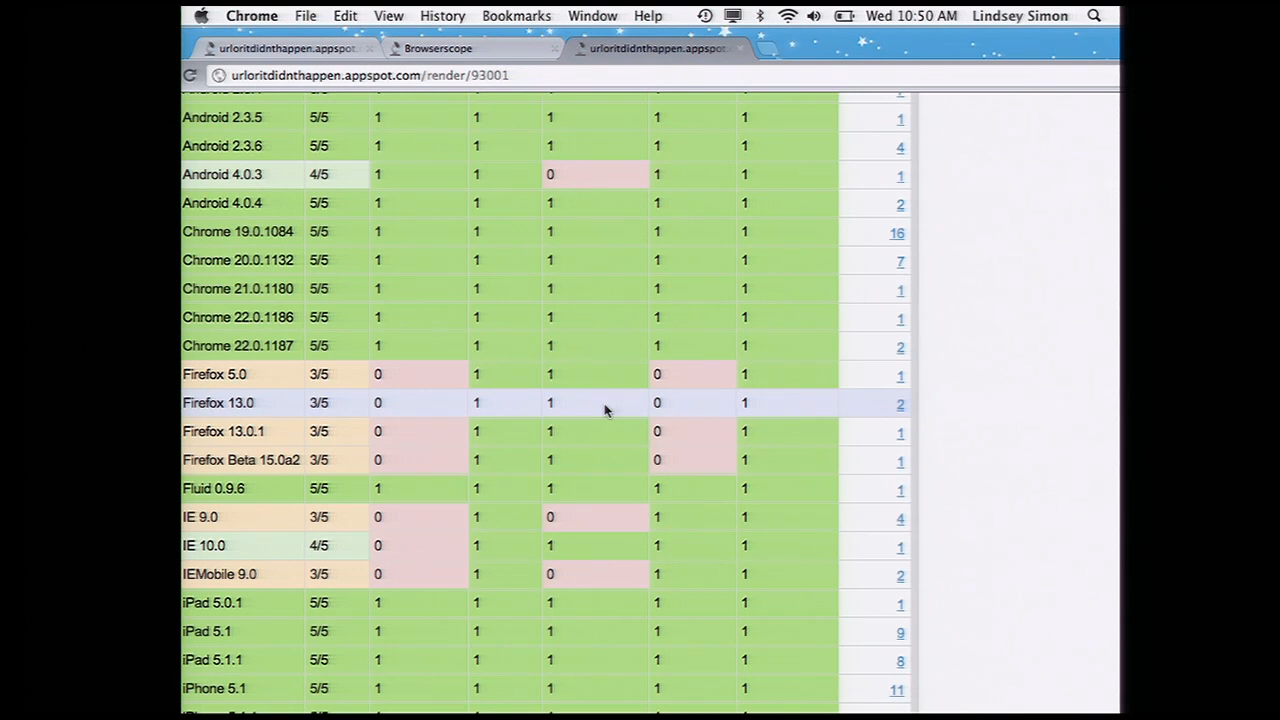 Chrome File Edit View History Bookmarks Window Help Wed 10:50 AM Lindsey Simon
urloritdidnthappen.appspot. Browserscope urloritdidnthappen.appspot.
urloritdidnthappen.appspot.com/render/93001
Android 2.3.5 5/5 1 1 1 1 1 1
Android 2.3.6 5/5 1 1 1 1 1 4
Android 4.0.3 4/5 1 1 0 1 1 1
Android 4.0.4 5/5 1 1 1 1 1 2
Chrome 19.0.1084 5/5 1 1 1 1 1 16
Chrome 20.0.1132 5/5 1 1 1 1 1 7
Chrome 21.0.1180 5/5 1 1 1 1 1 1
Chrome 22.0.1186 5/5 1 1 1 1 1 1
Chrome 22.0.1187 5/5 1 1 1 1 1 2
Firefox 5.0 3/5 0 1 1 0 1 1
Firefox 13.0 3/5 0 1 1 0 1 2
Firefox 13.0.1 3/5 0 1 1 0 1 1
Firefox Beta 15.0a2 3/5 0 1 1 0 1 1
Fluid 0.9.6 5/5 1 1 1 1 1 1
IE 9.0 3/5 0 1 0 1 1 4
IE 10.0 4/5 0 1 1 1 1 1
IEMobile 9.0 3/5 0 1 0 1 1 2
iPad 5.0.1 5/5 1 1 1 1 1 1
iPad 5.1 5/5 1 1 1 1 1 9
iPad 5.1.1 5/5 1 1 1 1 1 8
iPhone 5.1 5/5 1 1 1 1 1 11